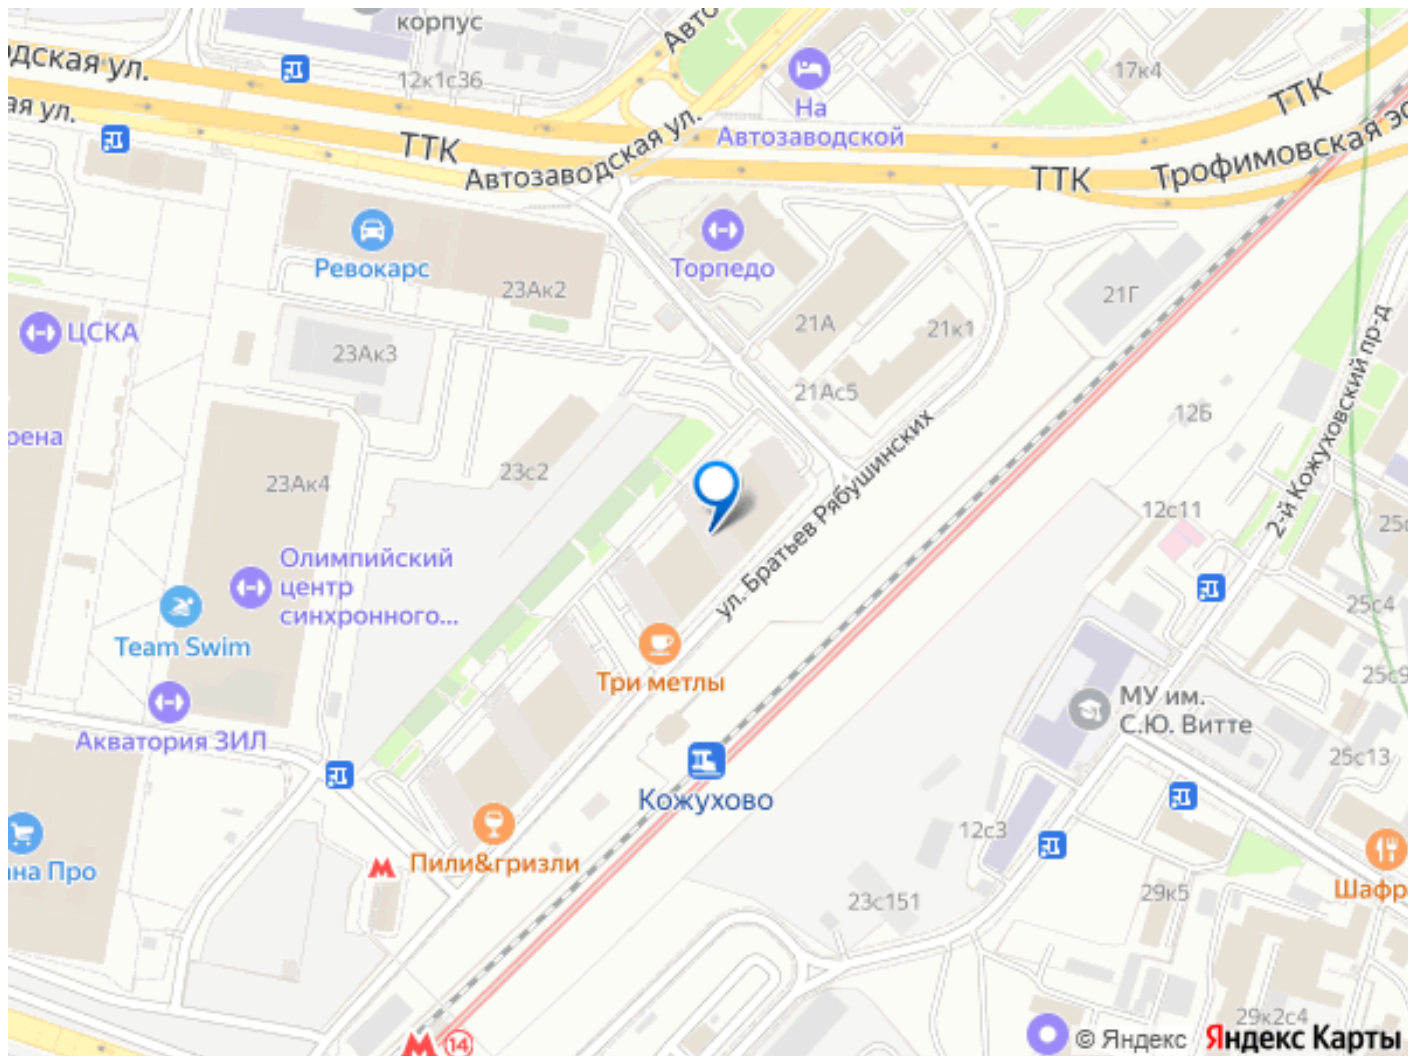 корпус
Авто
дская ул.
12к1с36
17к4
На
Автозаводской
ая ул.
ТТК
ТТК
Автозаводская ул.
ТТК
Трофимовская эс
Ревокарс
Торпедо
23Ак2
21Г
ЦСКА
21А
21к1
23Ак3
21Ас5
2-й Кожуховский пр-д
12Б
рена
23с2
23Ак4
ул. Братьев Рябушинских
12с11
25с
Олимпийский
центр
синхронного...
25с4
Team Swim
Три метлы
25с9
МУ им.
С.Ю. Витте
Акватория ЗИЛ
25с13
Кожухово
12с3
на Про
Пили&гризли
Шафр
29к5
23с151
29к2с4
14
© Яндекс
Яндекс Карты